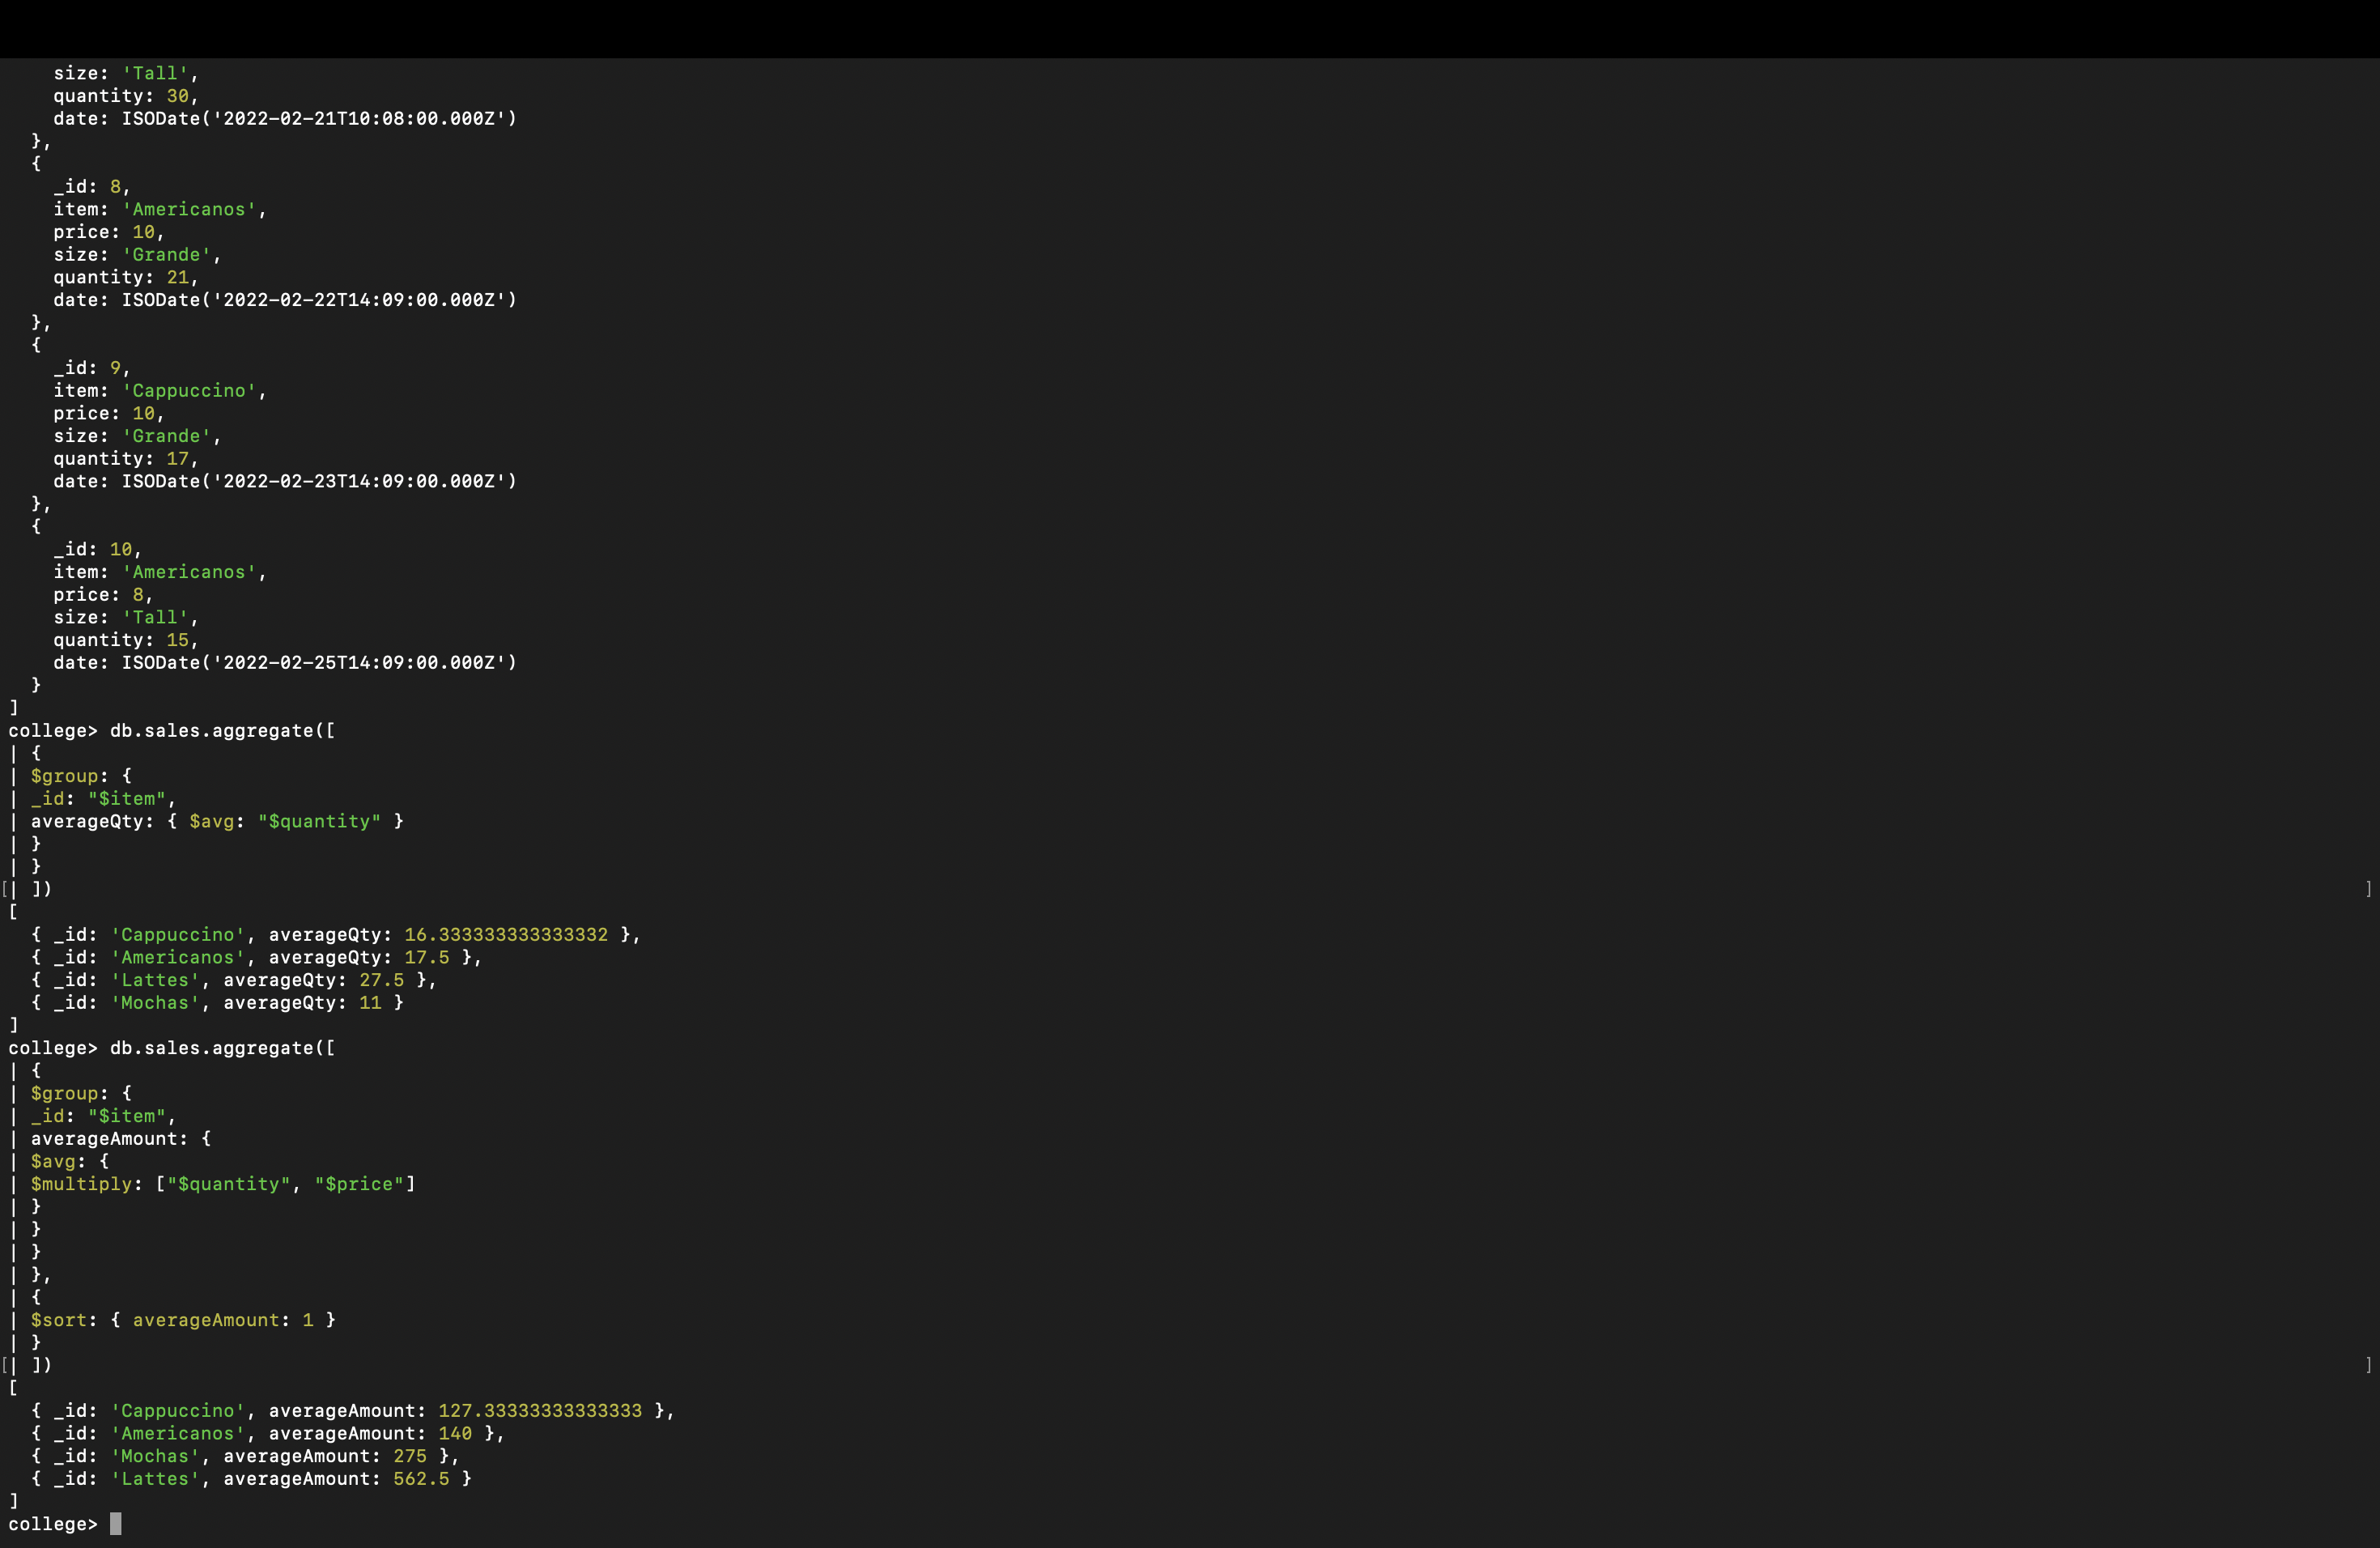 size: 'Tall',
    quantity: 30,
    date: ISODate('2022-02-21T10:08:00.000Z')
  },
  {
    _id: 8,
    item: 'Americanos',
    price: 10,
    size: 'Grande',
    quantity: 21,
    date: ISODate('2022-02-22T14:09:00.000Z')
  },
  {
    _id: 9,
    item: 'Cappuccino',
    price: 10,
    size: 'Grande',
    quantity: 17,
    date: ISODate('2022-02-23T14:09:00.000Z')
  },
  {
    _id: 10,
    item: 'Americanos',
    price: 8,
    size: 'Tall',
    quantity: 15,
    date: ISODate('2022-02-25T14:09:00.000Z')
  }
]
college> db.sales.aggregate([
| {
| $group: {
| _id: "$item",
| averageQty: { $avg: "$quantity" }
| }
| }
[| ]) ]
[
  { _id: 'Cappuccino', averageQty: 16.333333333333332 },
  { _id: 'Americanos', averageQty: 17.5 },
  { _id: 'Lattes', averageQty: 27.5 },
  { _id: 'Mochas', averageQty: 11 }
]
college> db.sales.aggregate([
| {
| $group: {
| _id: "$item",
| averageAmount: {
| $avg: {
| $multiply: ["$quantity", "$price"]
| }
| }
| }
| },
| {
| $sort: { averageAmount: 1 }
| }
[| ]) ]
[
  { _id: 'Cappuccino', averageAmount: 127.33333333333333 },
  { _id: 'Americanos', averageAmount: 140 },
  { _id: 'Mochas', averageAmount: 275 },
  { _id: 'Lattes', averageAmount: 562.5 }
]
college>